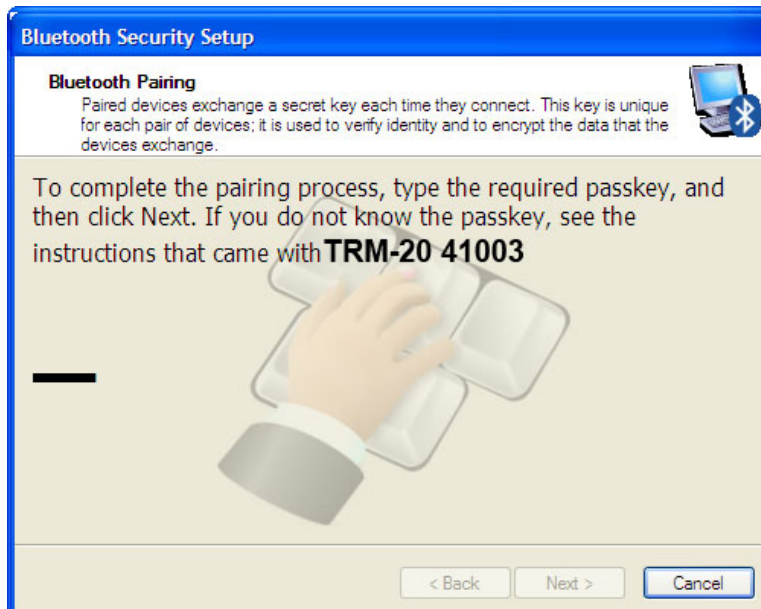 Bluetooth Security Setup
Bluetooth Pairing
Paired devices exchange a secret key each time they connect. This key is unique
for each pair of devices; it is used to verify identity and to encrypt the data that the
devices exchange.
To complete the pairing process, type the required passkey, and
then click Next. If you do not know the passkey, see the
instructions that came with TRM-20 41003
< Back Next > Cancel